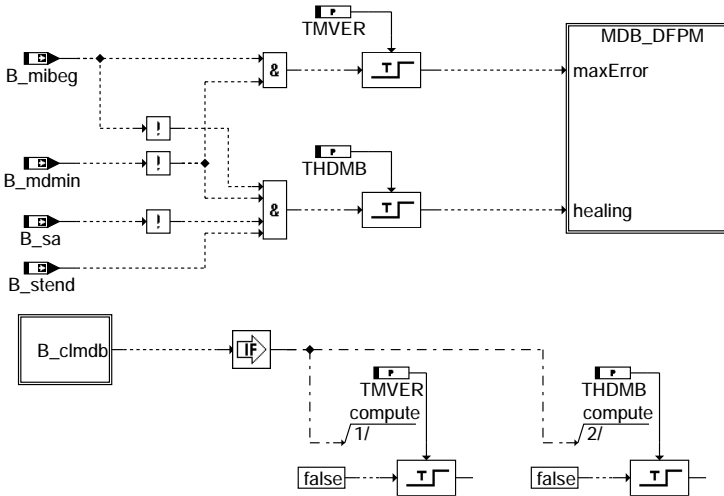 TMVER
MDB_DFPM
B_mibeg
&
T
maxError
!
B_mdmin
!
THDMB
B_sa
!
&
T
healing
B_stend
B_clmdb
IF
TMVER
THDMB
compute
compute
1/
2/
false
T
false
T